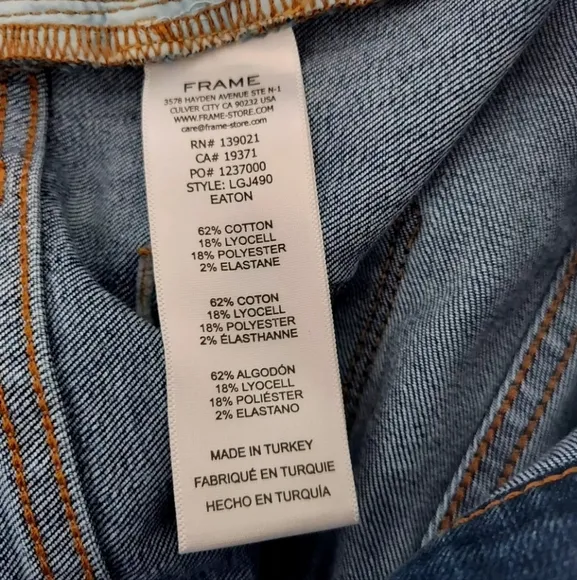 FRAME
3578 HAYDEN AVENUE STE N-1
CULVER CITY CA 90232 USA
WWW.FRAME-STORE.COM
care@frame-store.com
RN# 139021
CA# 19371
PO# 1237000
STYLE: LGJ490
EATON
62% COTTON
18% LYOCELL
18% POLYESTER
2% ELASTANE
62% COTON
18% LYOCELL
18% POLYESTER
2% ÉLASTHANNE
62% ALGODÓN
18% LYOCELL
18% POLIÉSTER
2% ELASTANO
MADE IN TURKEY
FABRIQUÉ EN TURQUIE
HECHO EN TURQUÍA